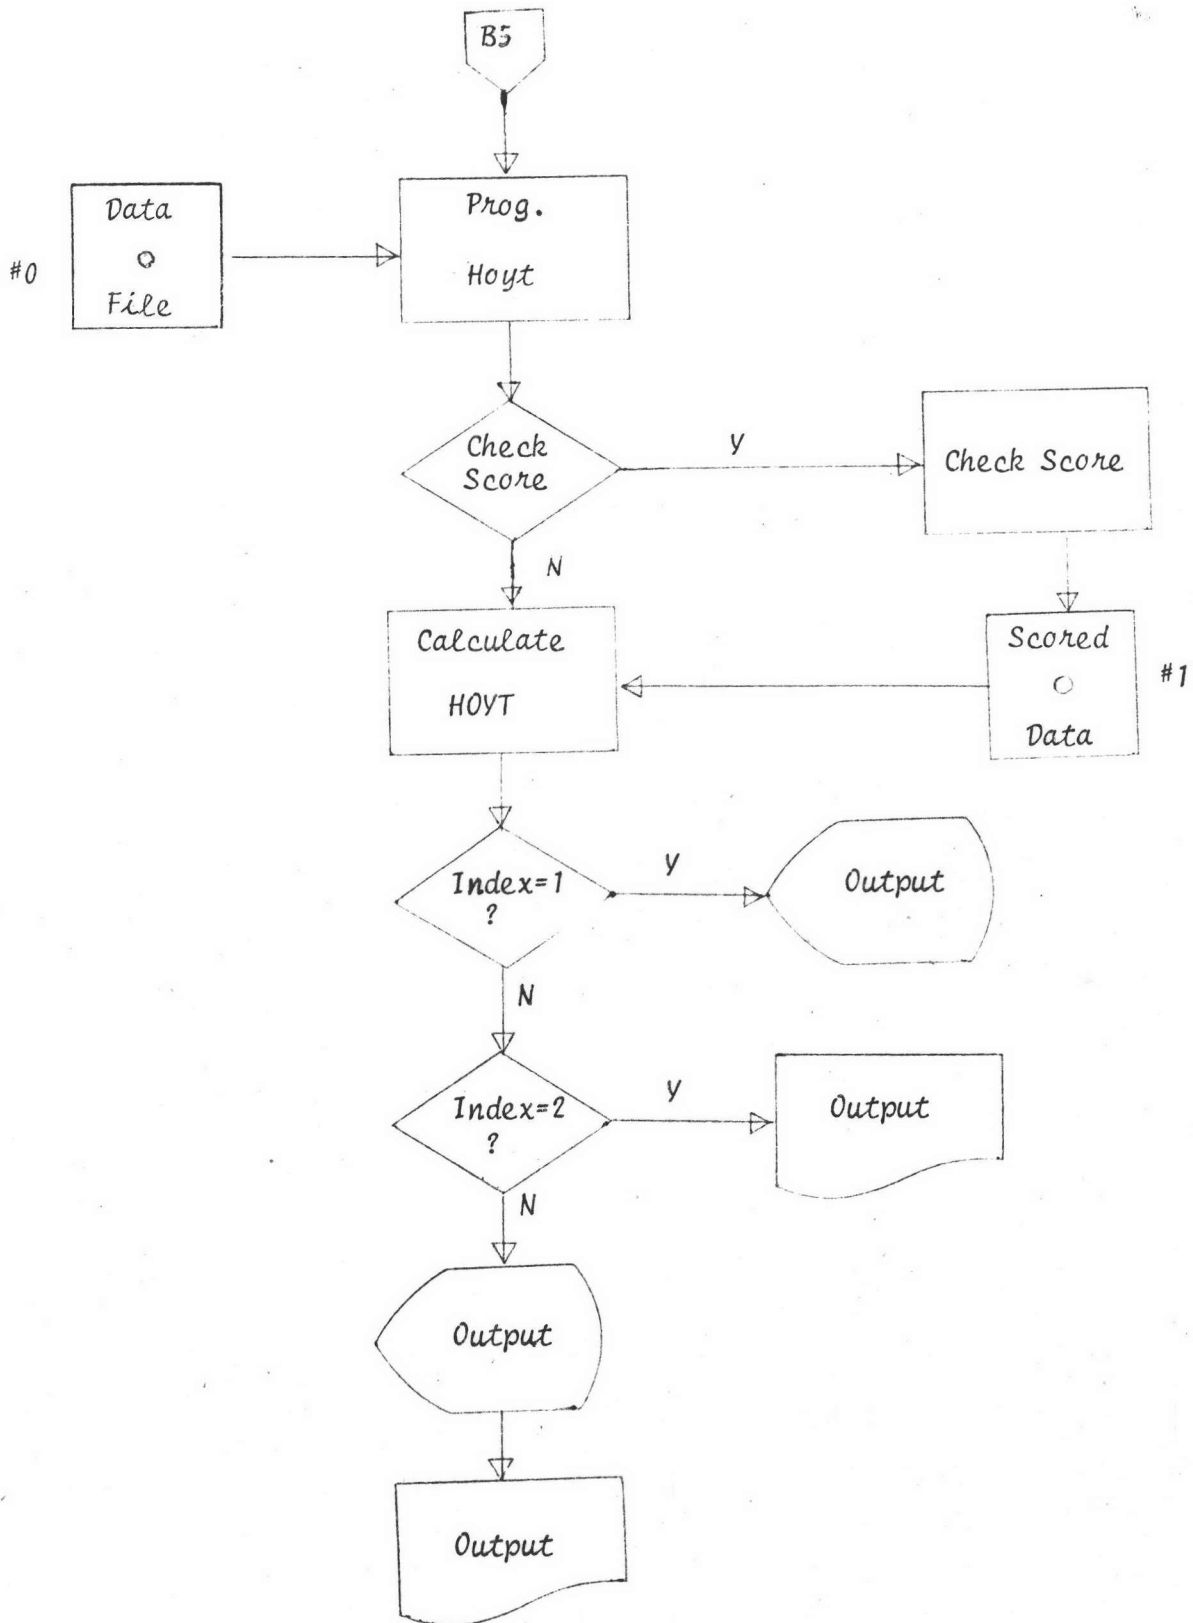 B5
Data
File
#0
Prog.
Hoyt
Check
Score
Y
Check Score
N
Calculate
HOYT
Scored
Data
#1
Index=1
?
Y
Output
N
Index=2
?
Y
Output
N
Output
Output